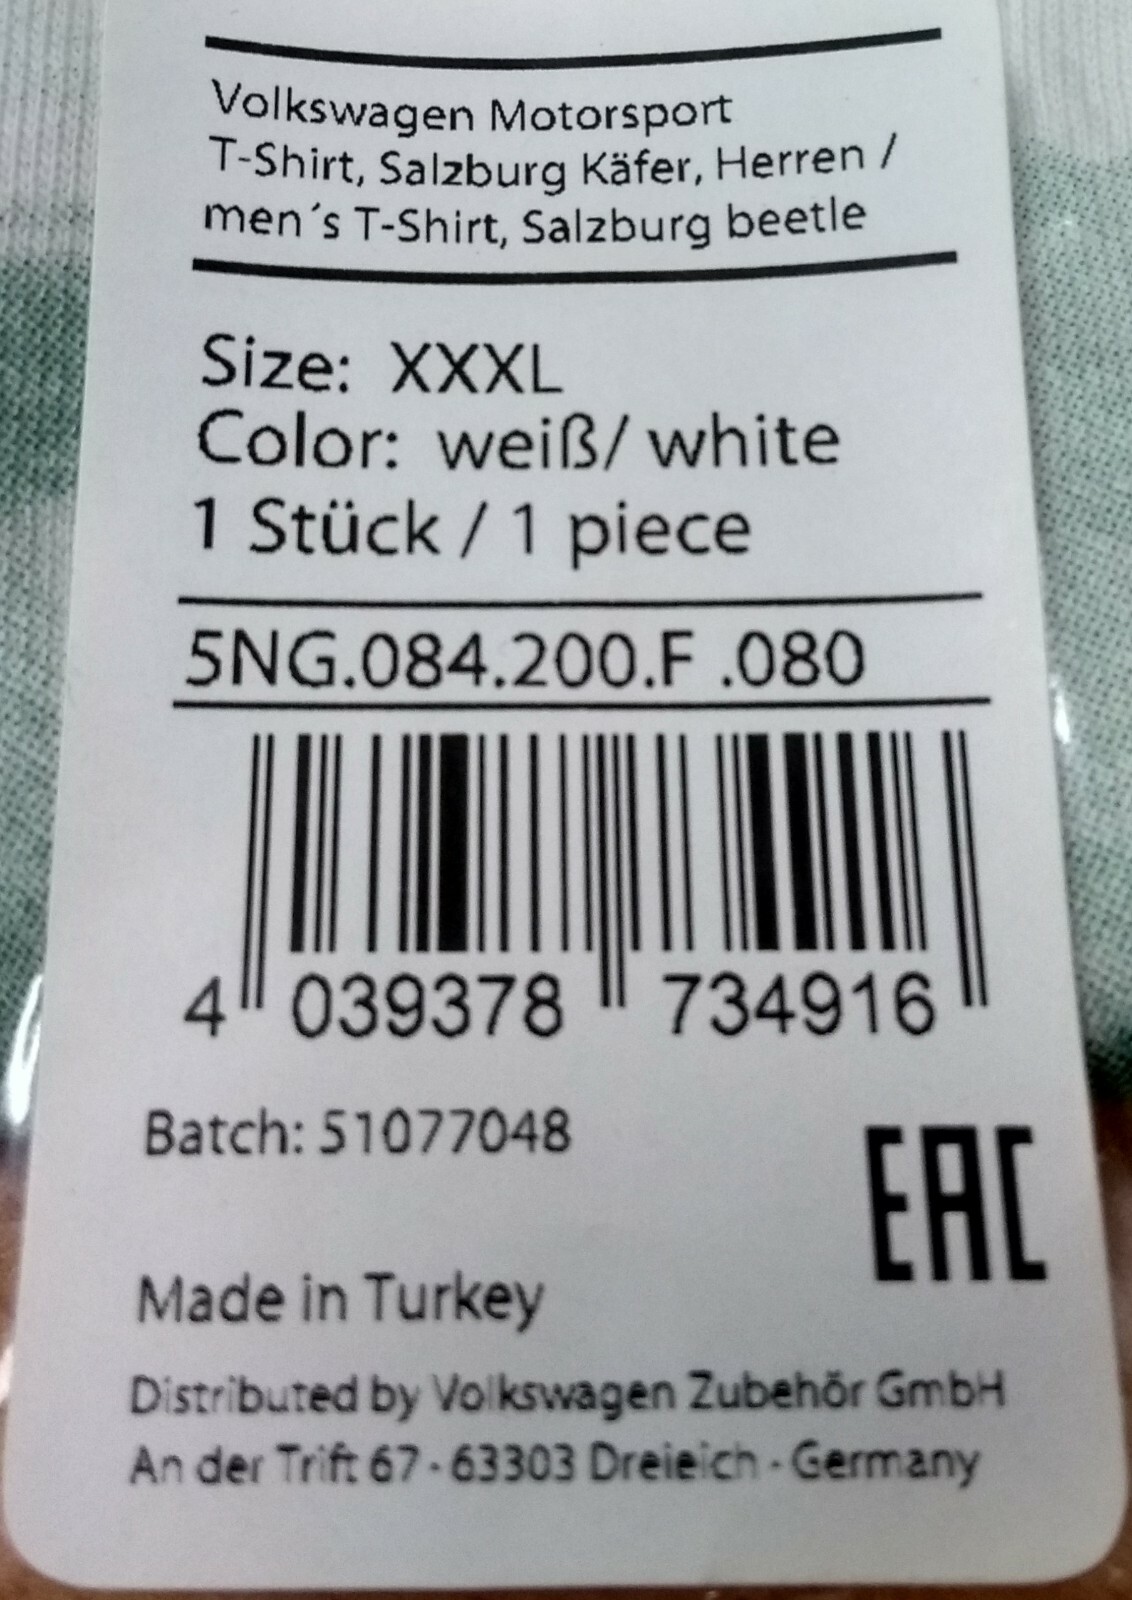 Volkswagen Motorsport
T-Shirt, Salzburg Käfer, Herren /
men´s T-Shirt, Salzburg beetle
Size: XXXL
Color: weiß/ white
1 Stück / 1 piece
5NG.084.200.F .080
4 039378 734916
Batch: 51077048
EAC
Made in Turkey
Distributed by Volkswagen Zubehör GmbH
An der Trift 67 · 63303 Dreieich · Germany